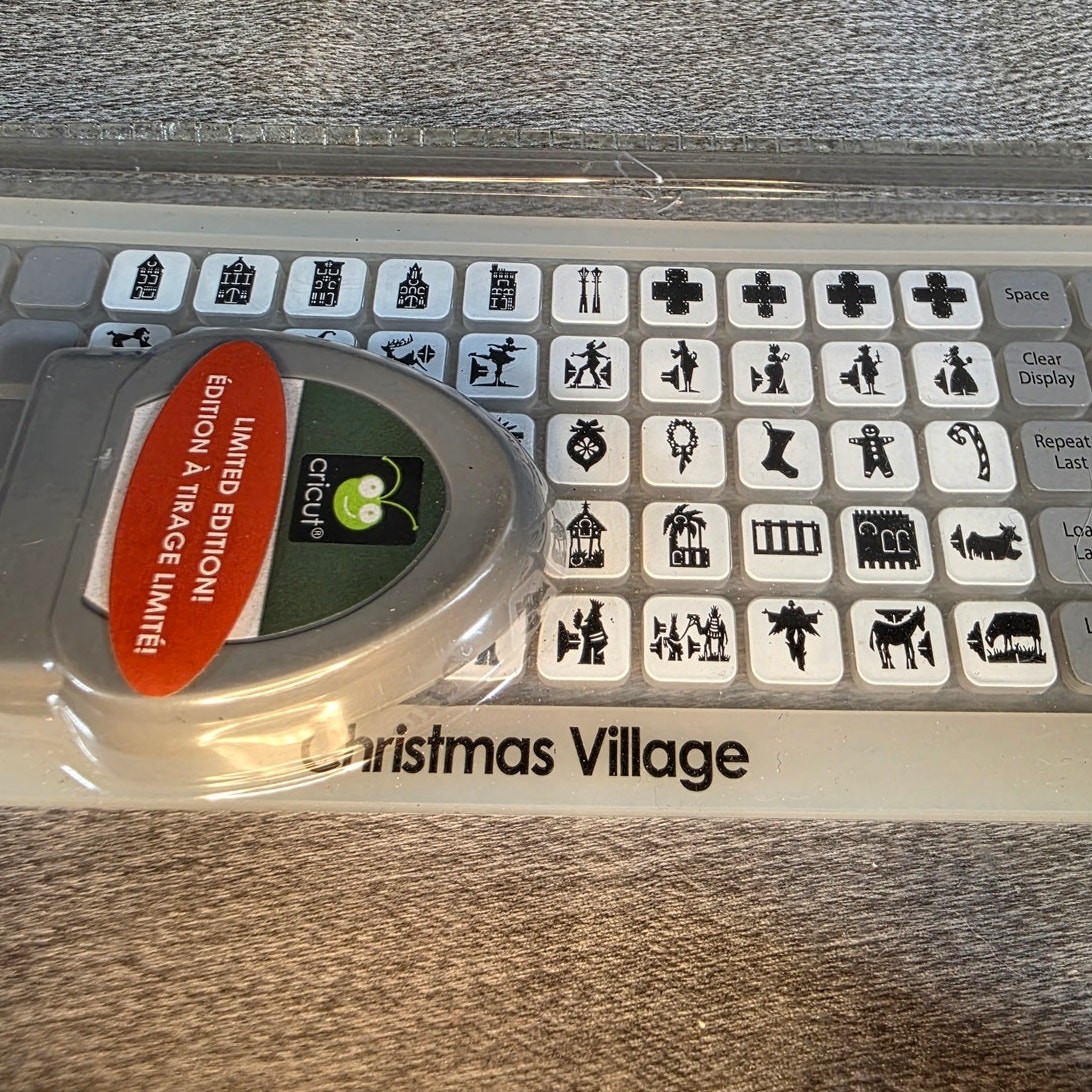 Space
Clear
Display
Repeat
Last
LIMITED EDITION!
ÉDITION À TIRAGE LIMITÉ!
cricut®
Christmas Village